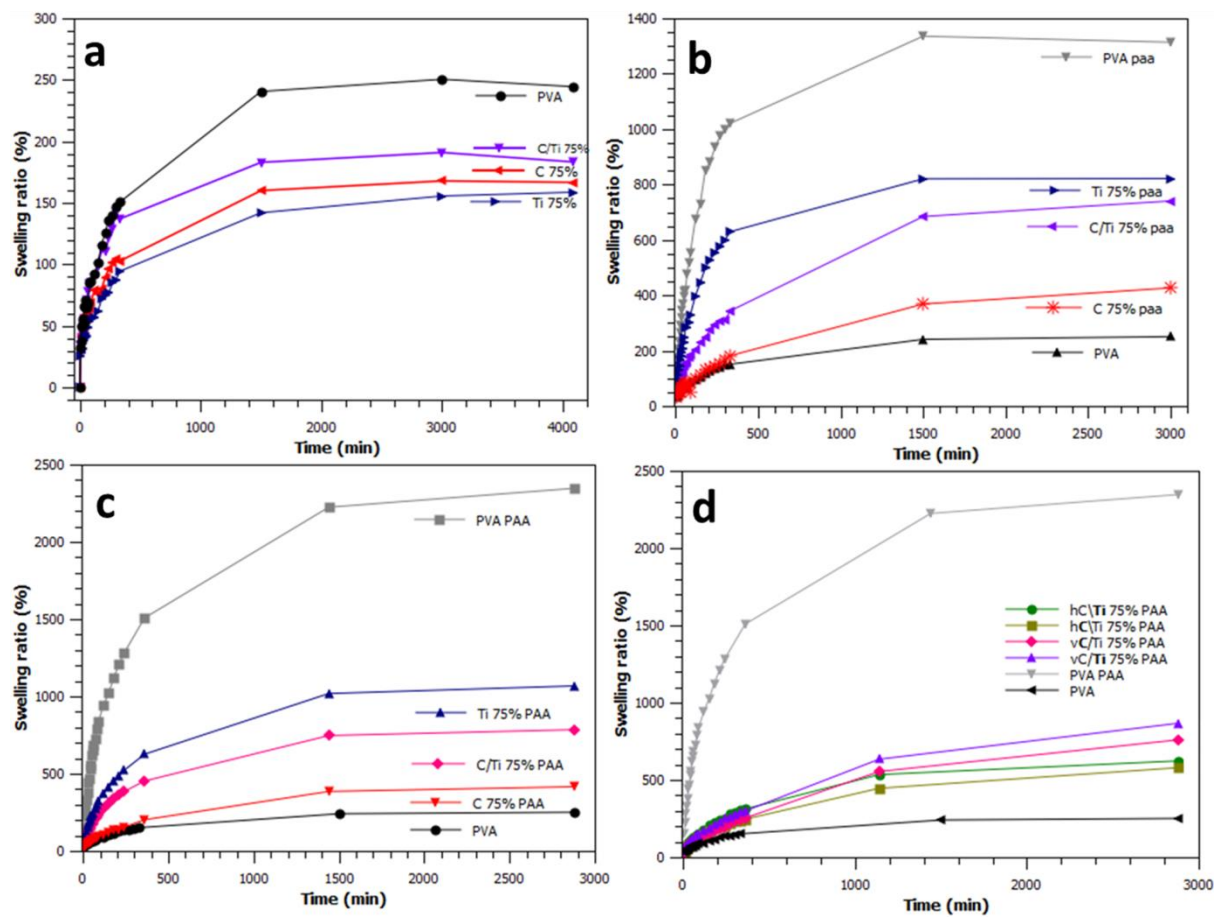 a
300
250
200
150
100
50
0
Swelling ratio (%)
PVA
C/Ti 75%
C 75%
Ti 75%
0
1000
2000
3000
4000
Time (min)
b
1400
1200
1000
800
600
400
200
0
Swelling ratio (%)
PVA paa
Ti 75% paa
C/Ti 75% paa
C 75% paa
PVA
0
500
1000
1500
2000
2500
3000
Time (min)
c
2500
2000
1500
1000
500
0
Swelling ratio (%)
PVA PAA
Ti 75% PAA
C/Ti 75% PAA
C 75% PAA
PVA
0
500
1000
1500
2000
2500
3000
Time (min)
d
2500
2000
1500
1000
500
0
Swelling ratio (%)
hC\Ti 75% PAA
hC\Ti 75% PAA
vC/Ti 75% PAA
vC/Ti 75% PAA
PVA PAA
PVA
0
1000
2000
3000
Time (min)